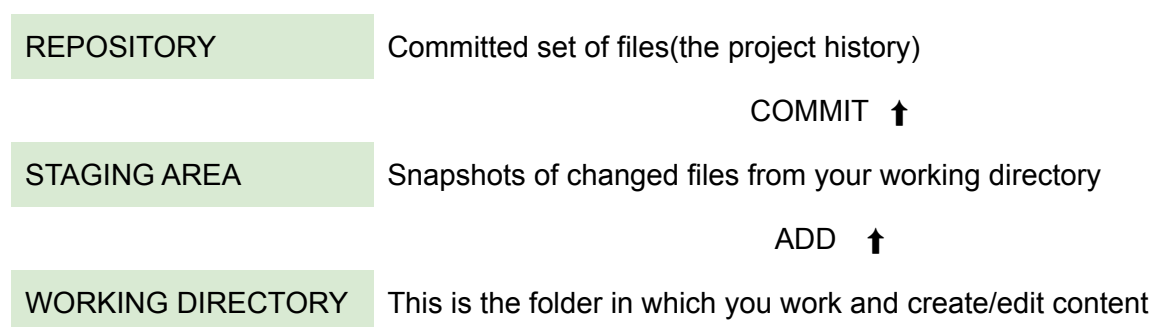 REPOSITORY Committed set of files(the project history)
COMMIT ⬆
STAGING AREA Snapshots of changed files from your working directory
ADD ⬆
WORKING DIRECTORY This is the folder in which you work and create/edit content